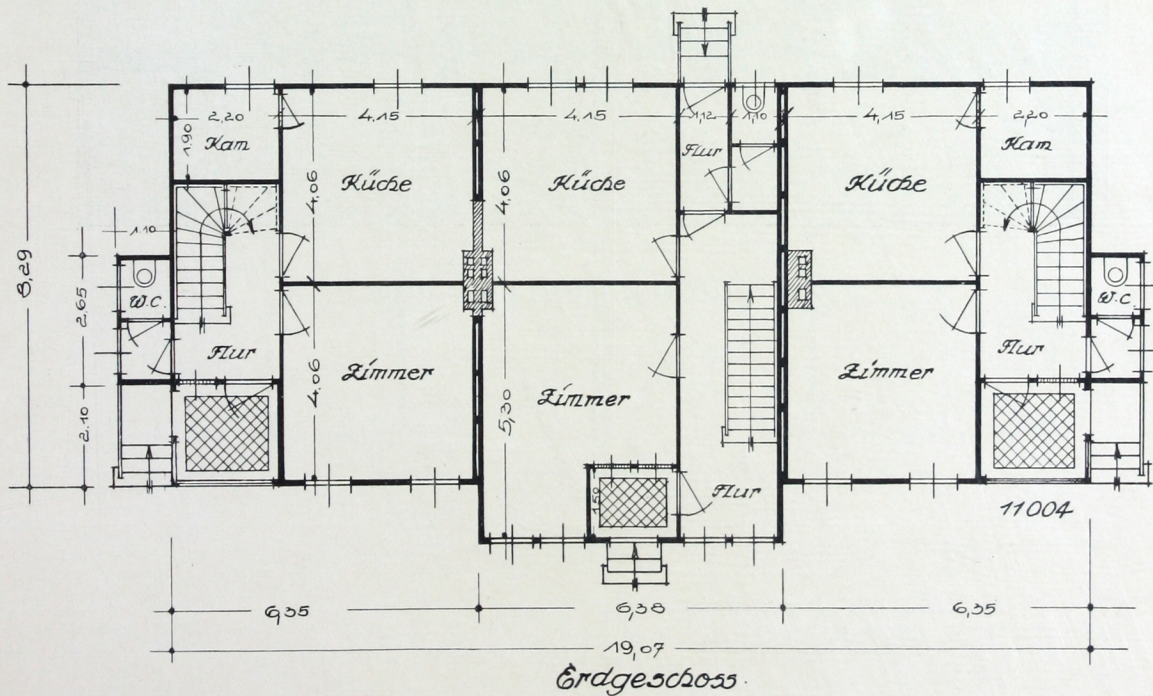 2,20
4.15
4.15
1,12
1,10
4,15
2,20
1.90
Kam
Flur
Kam
Küche
Küche
Küche
4,06
4,06
1.10
8,29
2,65
W.C.
W.C.
Flur
Flur
Zimmer
Zimmer
Zimmer
4,06
5,30
2.10
1.50
Flur
11004
6,35
6,38
6,35
19,07
Erdgeschoss.